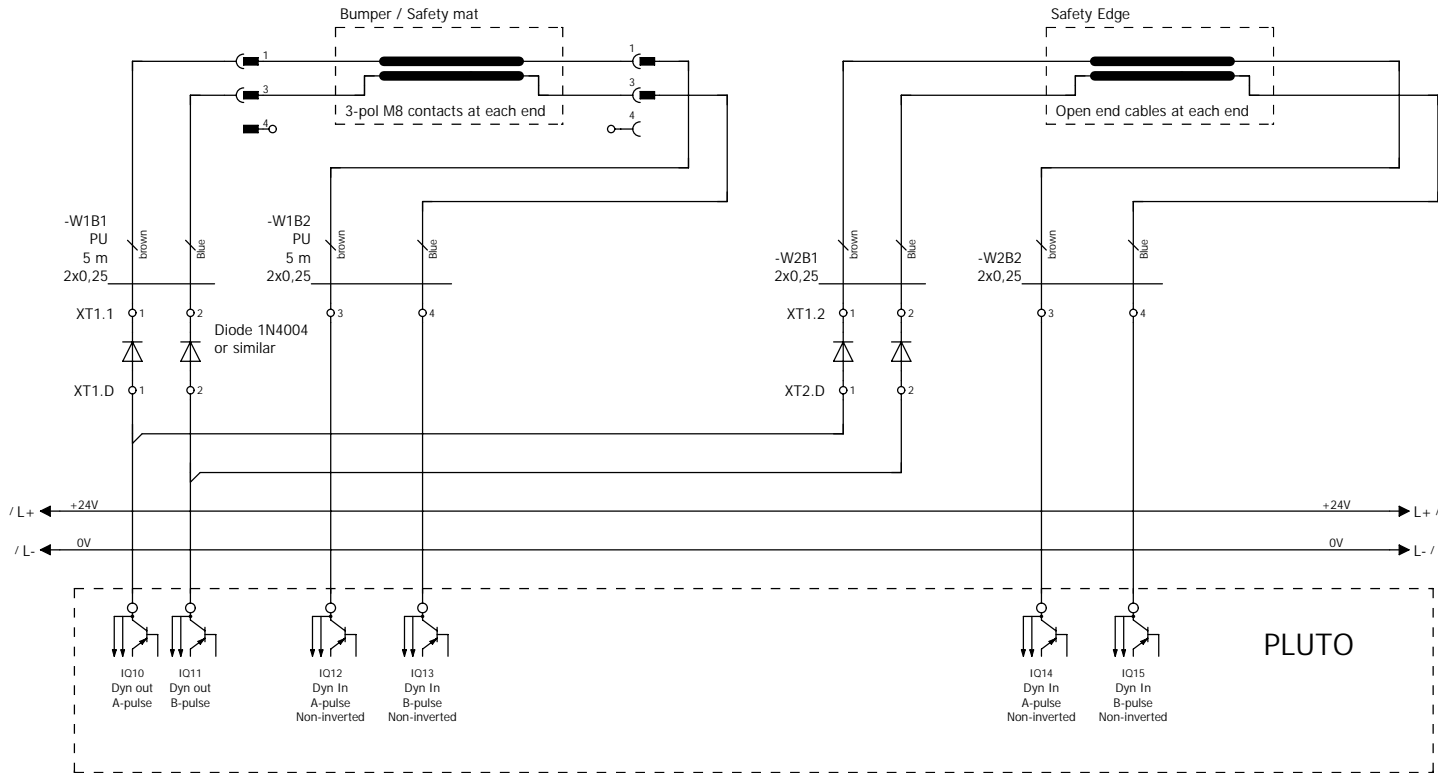 Bumper / Safety mat
Safety Edge
1
1
3
3
3-pol M8 contacts at each end
Open end cables at each end
4
4
-W1B1
PU
5 m
2x0,25
brown
Blue
-W1B2
PU
5 m
2x0,25
brown
Blue
-W2B1
2x0,25
brown
Blue
-W2B2
2x0,25
brown
Blue
XT1.1
1
2
3
4
XT1.2
1
2
3
4
Diode 1N4004
or similar
XT1.D
1
2
XT2.D
1
2
/ L+
+24V
+24V
L+ /
/ L-
0V
0V
L- /
PLUTO
IQ10
Dyn out
A-pulse
IQ11
Dyn out
B-pulse
IQ12
Dyn In
A-pulse
Non-inverted
IQ13
Dyn In
B-pulse
Non-inverted
IQ14
Dyn In
A-pulse
Non-inverted
IQ15
Dyn In
B-pulse
Non-inverted